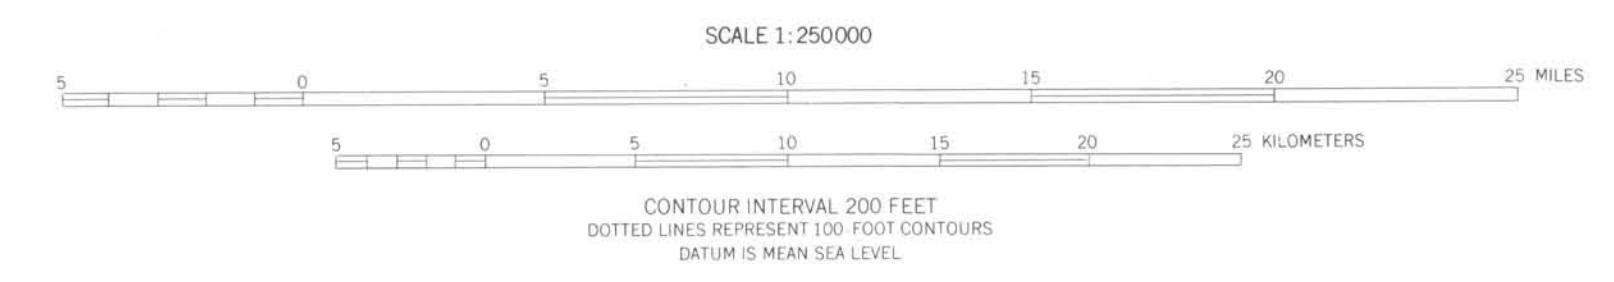 SCALE 1:250000
5 0 5 10 15 20 25 MILES
5 0 5 10 15 20 25 KILOMETERS
CONTOUR INTERVAL 200 FEET
DOTTED LINES REPRESENT 100-FOOT CONTOURS
DATUM IS MEAN SEA LEVEL